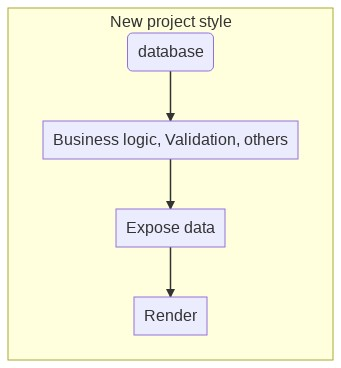 New project style
database
Business logic, Validation, others
Expose data
Render